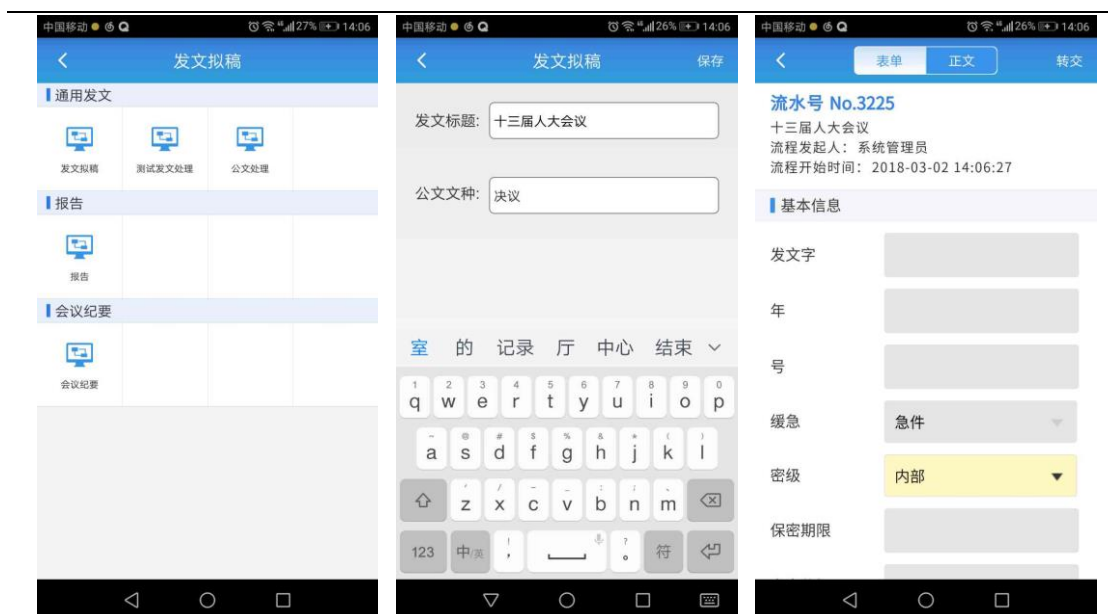 中国移动 27% 14:06
发文拟稿
通用发文
发文拟稿 测试发文处理 公文处理
报告
报告
会议纪要
会议纪要
中国移动 26% 14:06
发文拟稿 保存
发文标题: 十三届人大会议
公文文种: 决议
室 的 记录 厅 中心 结束
1 2 3 4 5 6 7 8 9 0
q w e r t y u i o p
~ @ # $ % & * ( )
a s d f g h j k l
z x c v b n m
123 中/英 , 。 符
中国移动 26% 14:06
表单 正文 转交
流水号 No.3225
十三届人大会议
流程发起人: 系统管理员
流程开始时间: 2018-03-02 14:06:27
基本信息
发文字
年
号
缓急 急件
密级 内部
保密期限